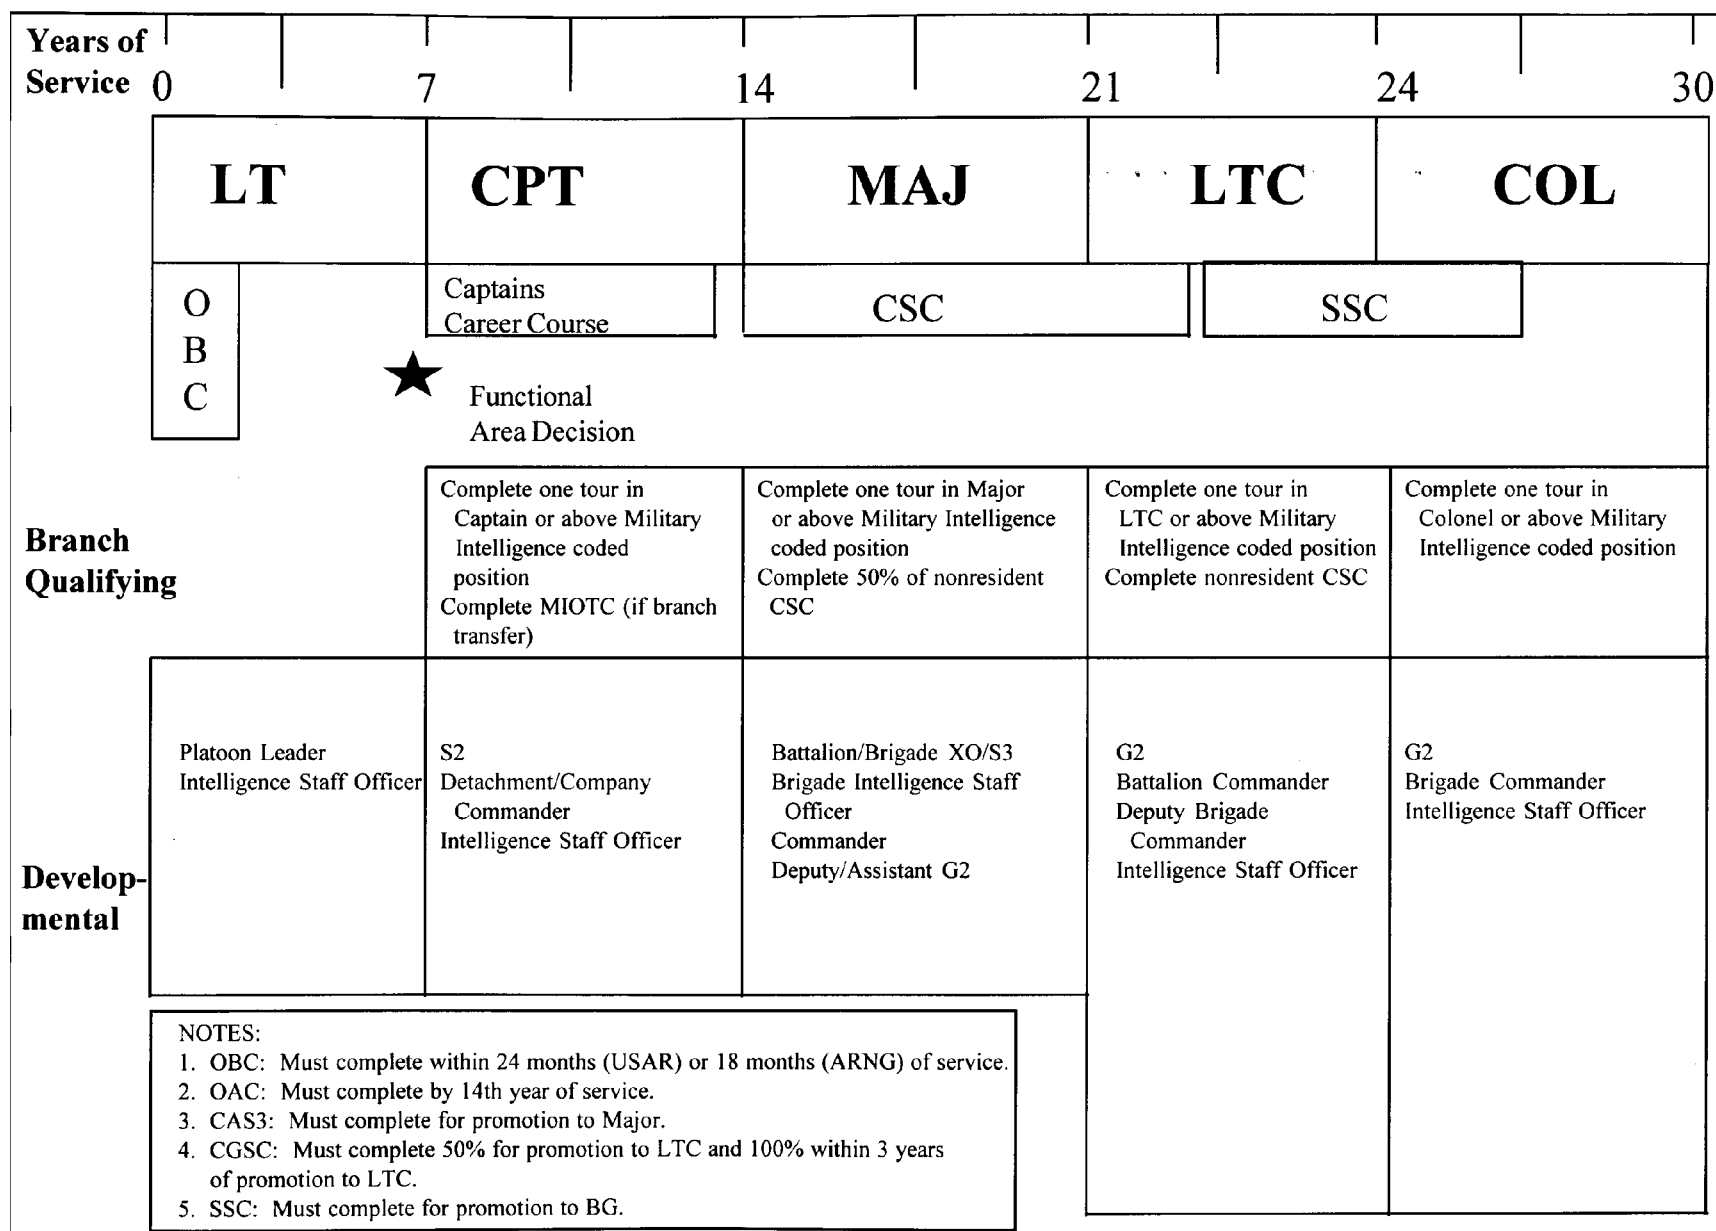 Years of
Service 0 7 14 21 24 30
LT CPT MAJ LTC COL
O
B
C
Captains
Career Course
CSC
SSC
Functional
Area Decision
Branch
Qualifying
Complete one tour in
Captain or above Military
Intelligence coded
position
Complete MIOTC (if branch
transfer)
Complete one tour in Major
or above Military Intelligence
coded position
Complete 50% of nonresident
CSC
Complete one tour in
LTC or above Military
Intelligence coded position
Complete nonresident CSC
Complete one tour in
Colonel or above Military
Intelligence coded position
Develop-
mental
Platoon Leader
Intelligence Staff Officer
S2
Detachment/Company
Commander
Intelligence Staff Officer
Battalion/Brigade XO/S3
Brigade Intelligence Staff
Officer
Commander
Deputy/Assistant G2
G2
Battalion Commander
Deputy Brigade
Commander
Intelligence Staff Officer
G2
Brigade Commander
Intelligence Staff Officer
NOTES:
1. OBC: Must complete within 24 months (USAR) or 18 months (ARNG) of service.
2. OAC: Must complete by 14th year of service.
3. CAS3: Must complete for promotion to Major.
4. CGSC: Must complete 50% for promotion to LTC and 100% within 3 years
of promotion to LTC.
5. SSC: Must complete for promotion to BG.